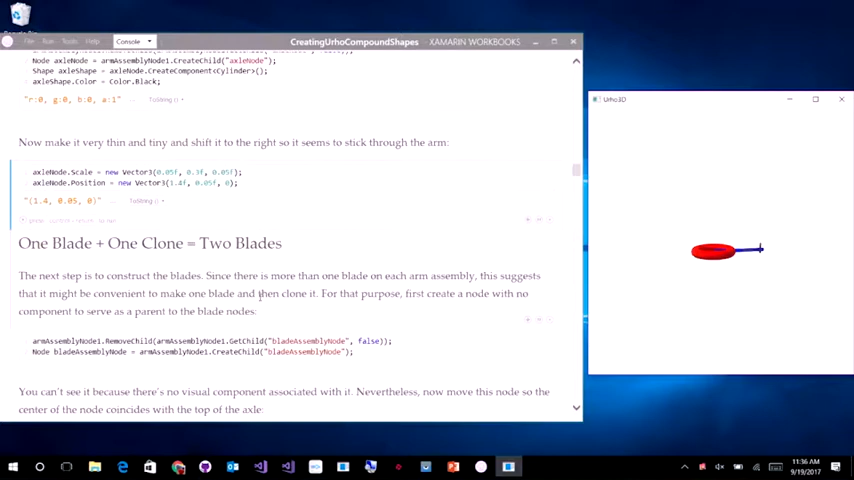 File Edit Run Tools Help Console CreatingUrhoCompoundShapes — XAMARIN WORKBOOKS
Node axleNode = armAssemblyNode1.CreateChild("axleNode");
Shape axleShape = axleNode.CreateComponent<Cylinder>();
axleShape.Color = Color.Black;
"r:0, g:0, b:0, a:1" ToString ()
Now make it very thin and tiny and shift it to the right so it seems to stick through the arm:
axleNode.Scale = new Vector3(0.05f, 0.3f, 0.05f);
axleNode.Position = new Vector3(1.4f, 0.05f, 0);
"(1.4, 0.05, 0)" ToString ()
One Blade + One Clone = Two Blades
The next step is to construct the blades. Since there is more than one blade on each arm assembly, this suggests
that it might be convenient to make one blade and then clone it. For that purpose, first create a node with no
component to serve as a parent to the blade nodes:
armAssemblyNode1.RemoveChild(armAssemblyNode1.GetChild("bladeAssemblyNode", false));
Node bladeAssemblyNode = armAssemblyNode1.CreateChild("bladeAssemblyNode");
You can't see it because there's no visual component associated with it. Nevertheless, now move this node so the
center of the node coincides with the top of the axle:
Urho3D
11:36 AM
9/19/2017